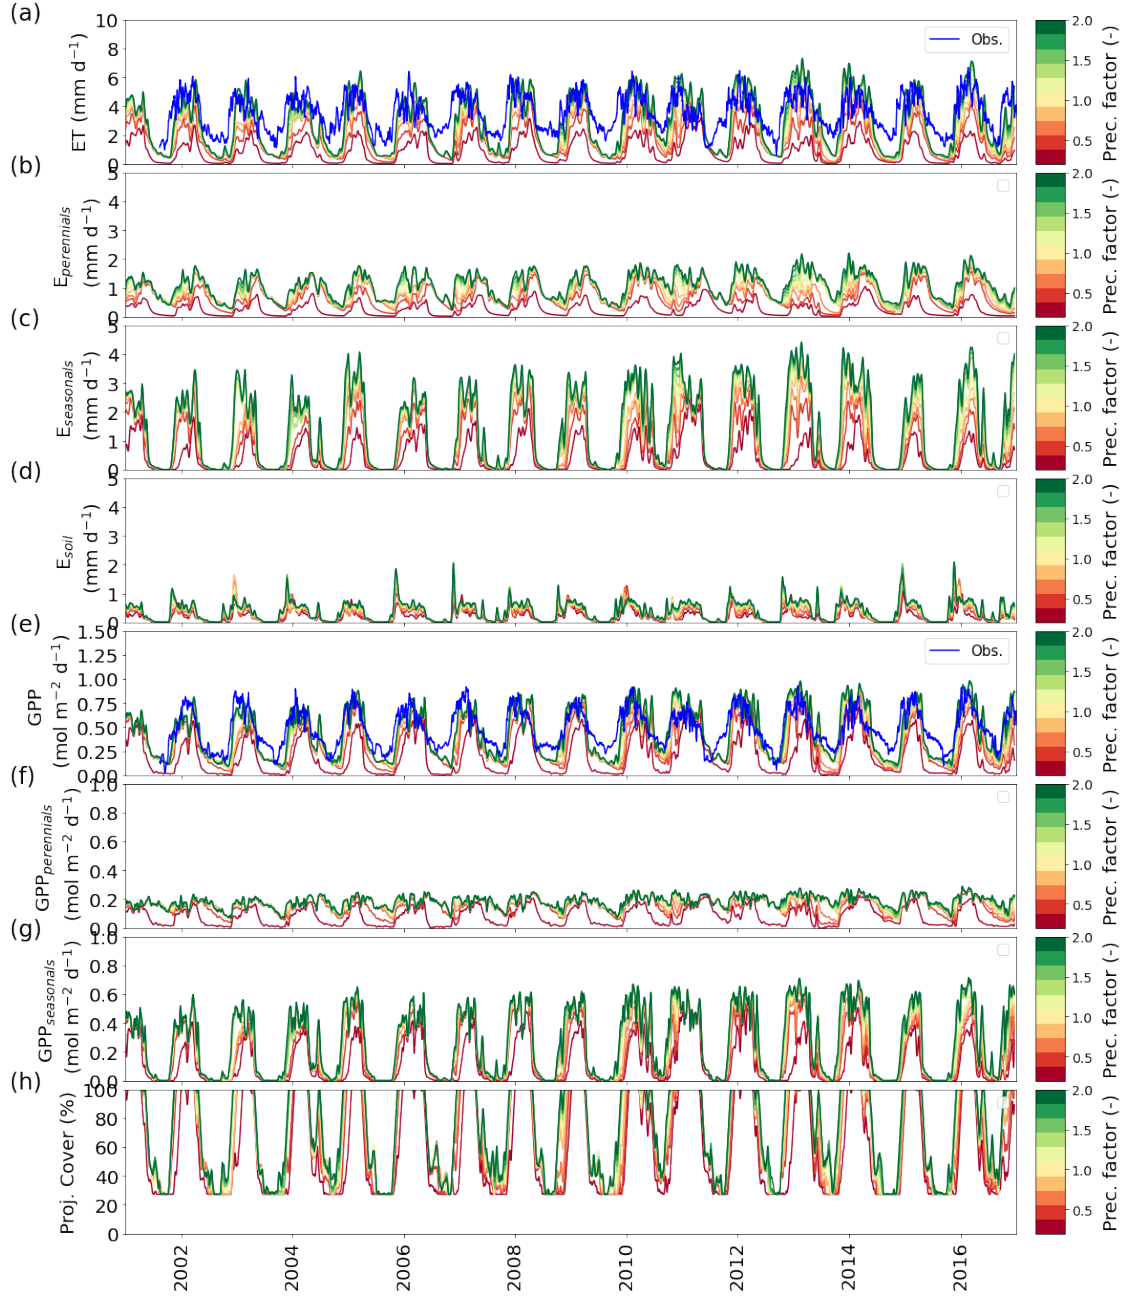 (a)
ET (mm d⁻¹)
10
8
6
4
2
0
Obs.
2.0
1.5
1.0
0.5
Prec. factor (-)
(b)
E_perennials
(mm d⁻¹)
5
4
3
2
1
0
2.0
1.5
1.0
0.5
Prec. factor (-)
(c)
E_seasonals
(mm d⁻¹)
5
4
3
2
1
0
2.0
1.5
1.0
0.5
Prec. factor (-)
(d)
E_soil
(mm d⁻¹)
5
4
3
2
1
0
2.0
1.5
1.0
0.5
Prec. factor (-)
(e)
GPP
(mol m⁻² d⁻¹)
1.50
1.25
1.00
0.75
0.50
0.25
0.00
Obs.
2.0
1.5
1.0
0.5
Prec. factor (-)
(f)
GPP_perennials
(mol m⁻² d⁻¹)
1.0
0.8
0.6
0.4
0.2
0.0
2.0
1.5
1.0
0.5
Prec. factor (-)
(g)
GPP_seasonals
(mol m⁻² d⁻¹)
1.0
0.8
0.6
0.4
0.2
0.0
2.0
1.5
1.0
0.5
Prec. factor (-)
(h)
Proj. Cover (%)
100
80
60
40
20
0
2.0
1.5
1.0
0.5
Prec. factor (-)
2002
2004
2006
2008
2010
2012
2014
2016